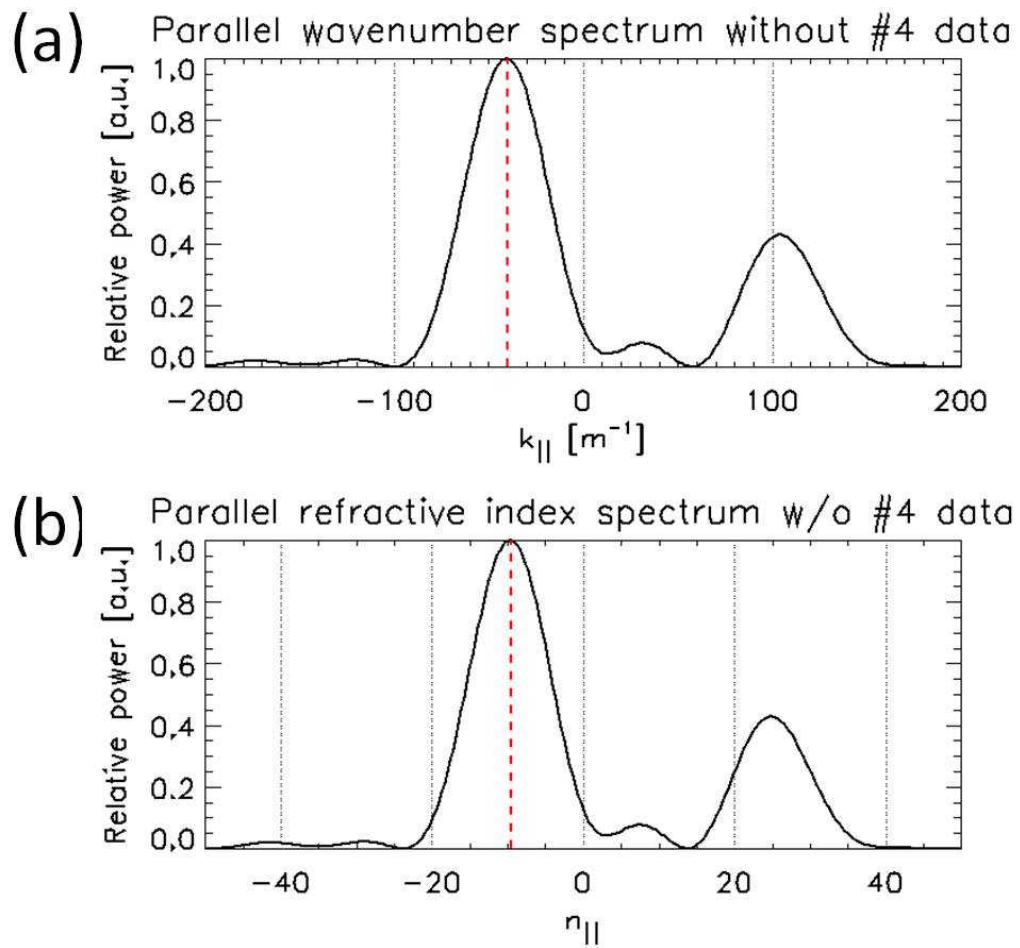 (a)
Parallel wavenumber spectrum without #4 data
Relative power [a.u.]
1,0
0,8
0,6
0,4
0,2
0,0
-200 -100 0 100 200
k|| [m⁻¹]
(b)
Parallel refractive index spectrum w/o #4 data
Relative power [a.u.]
1,0
0,8
0,6
0,4
0,2
0,0
-40 -20 0 20 40
n||